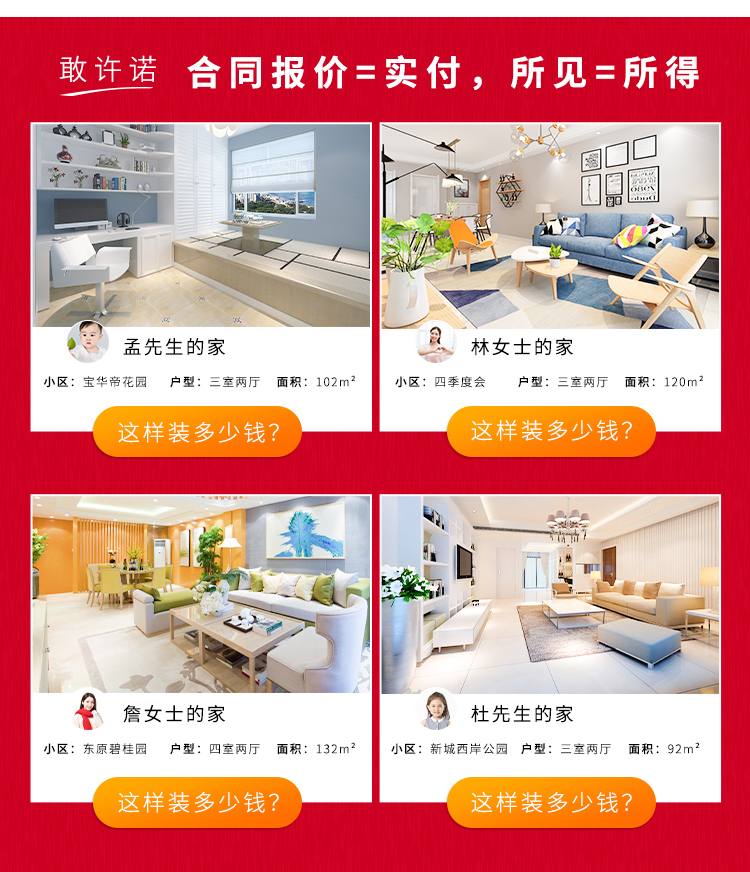 敢许诺 合同报价=实付，所见=所得
孟先生的家
小区：宝华帝花园 户型：三室两厅 面积：102m²
这样装多少钱?
林女士的家
小区：四季度会 户型：三室两厅 面积：120m²
这样装多少钱?
詹女士的家
小区：东原碧桂园 户型：四室两厅 面积：132m²
这样装多少钱?
杜先生的家
小区：新城西岸公园 户型：三室两厅 面积：92m²
这样装多少钱?